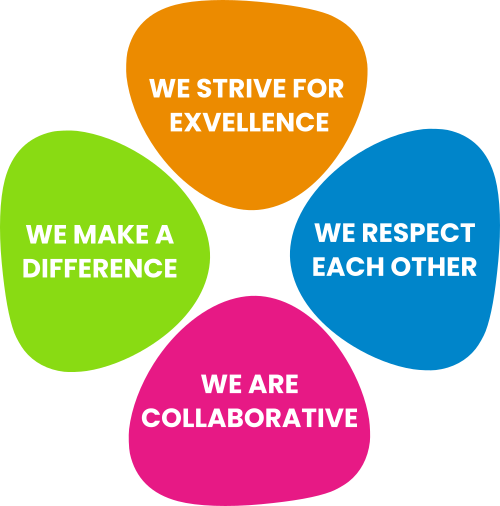 WE STRIVE FOR
EXVELLENCE
WE MAKE A
DIFFERENCE
WE RESPECT
EACH OTHER
WE ARE
COLLABORATIVE